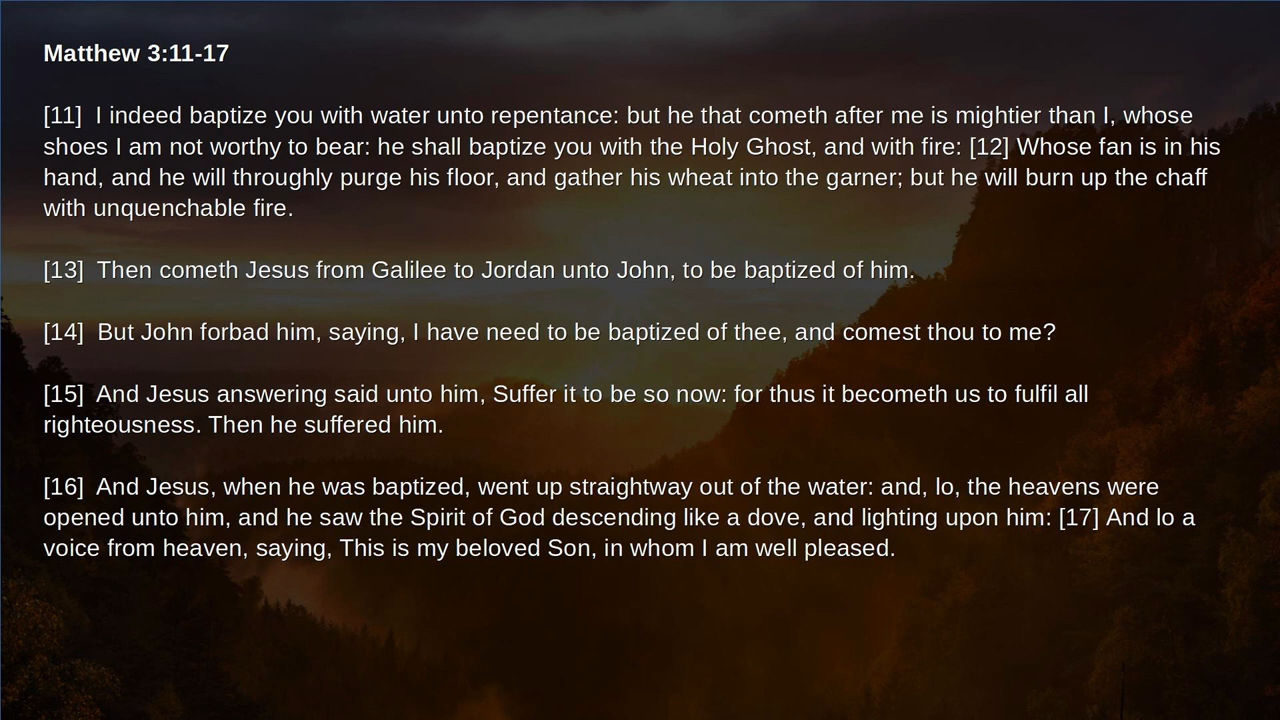 Matthew 3:11-17
[11]  I indeed baptize you with water unto repentance: but he that cometh after me is mightier than I, whose
shoes I am not worthy to bear: he shall baptize you with the Holy Ghost, and with fire: [12] Whose fan is in his
hand, and he will throughly purge his floor, and gather his wheat into the garner; but he will burn up the chaff
with unquenchable fire.
[13]  Then cometh Jesus from Galilee to Jordan unto John, to be baptized of him.
[14]  But John forbad him, saying, I have need to be baptized of thee, and comest thou to me?
[15]  And Jesus answering said unto him, Suffer it to be so now: for thus it becometh us to fulfil all
righteousness. Then he suffered him.
[16]  And Jesus, when he was baptized, went up straightway out of the water: and, lo, the heavens were
opened unto him, and he saw the Spirit of God descending like a dove, and lighting upon him: [17] And lo a
voice from heaven, saying, This is my beloved Son, in whom I am well pleased.